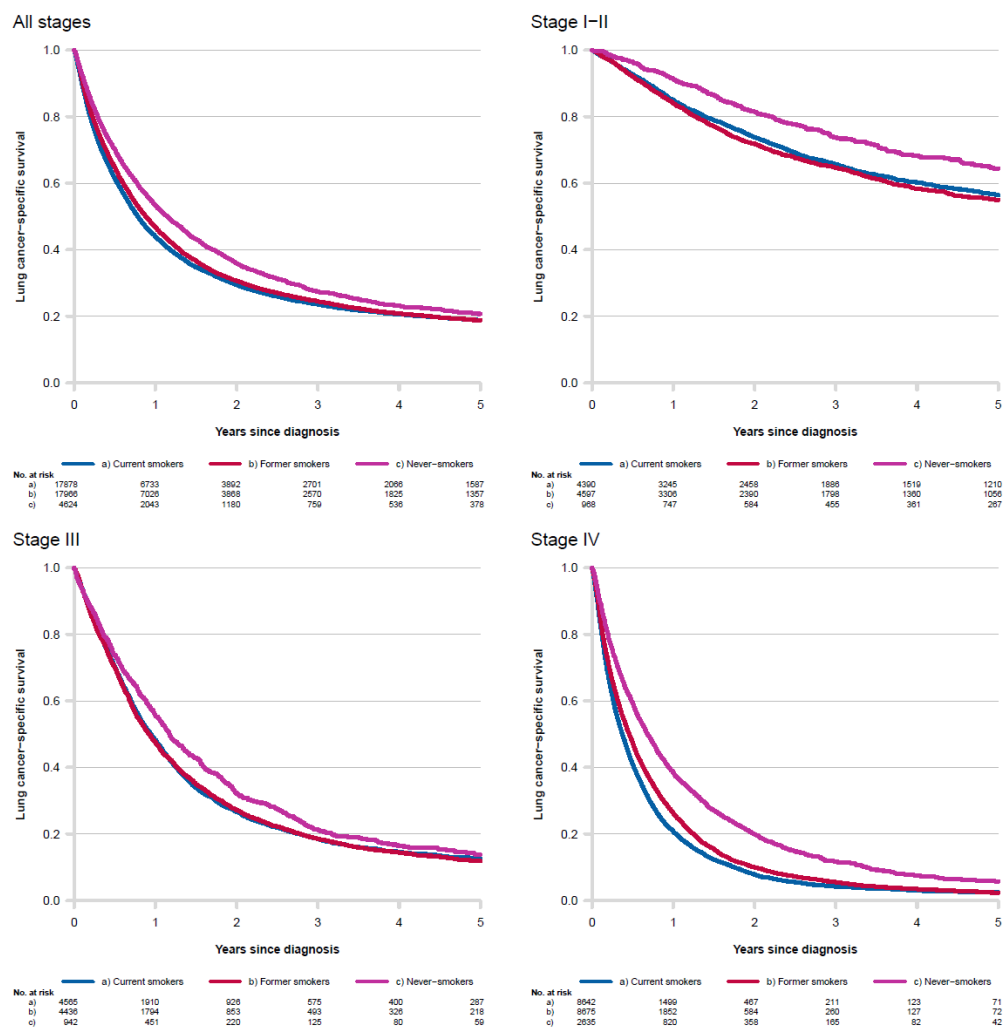 All stages
Lung cancer-specific survival
1.0
0.8
0.6
0.4
0.2
0.0
0 1 2 3 4 5
Years since diagnosis
a) Current smokers b) Former smokers c) Never-smokers
No. at risk
a) 17878 6733 3892 2701 2066 1587
b) 17966 7026 3868 2570 1825 1357
c) 4624 2043 1180 759 536 378
Stage I-II
Lung cancer-specific survival
1.0
0.8
0.6
0.4
0.2
0.0
0 1 2 3 4 5
Years since diagnosis
a) Current smokers b) Former smokers c) Never-smokers
No. at risk
a) 4390 3245 2458 1886 1519 1210
b) 4597 3306 2390 1798 1360 1056
c) 968 747 584 455 361 267
Stage III
Lung cancer-specific survival
1.0
0.8
0.6
0.4
0.2
0.0
0 1 2 3 4 5
Years since diagnosis
a) Current smokers b) Former smokers c) Never-smokers
No. at risk
a) 4565 1910 926 575 400 287
b) 4436 1794 853 493 326 218
c) 942 451 220 125 80 59
Stage IV
Lung cancer-specific survival
1.0
0.8
0.6
0.4
0.2
0.0
0 1 2 3 4 5
Years since diagnosis
a) Current smokers b) Former smokers c) Never-smokers
No. at risk
a) 8642 1499 467 211 123 71
b) 8675 1852 584 260 127 72
c) 2635 820 358 165 82 42